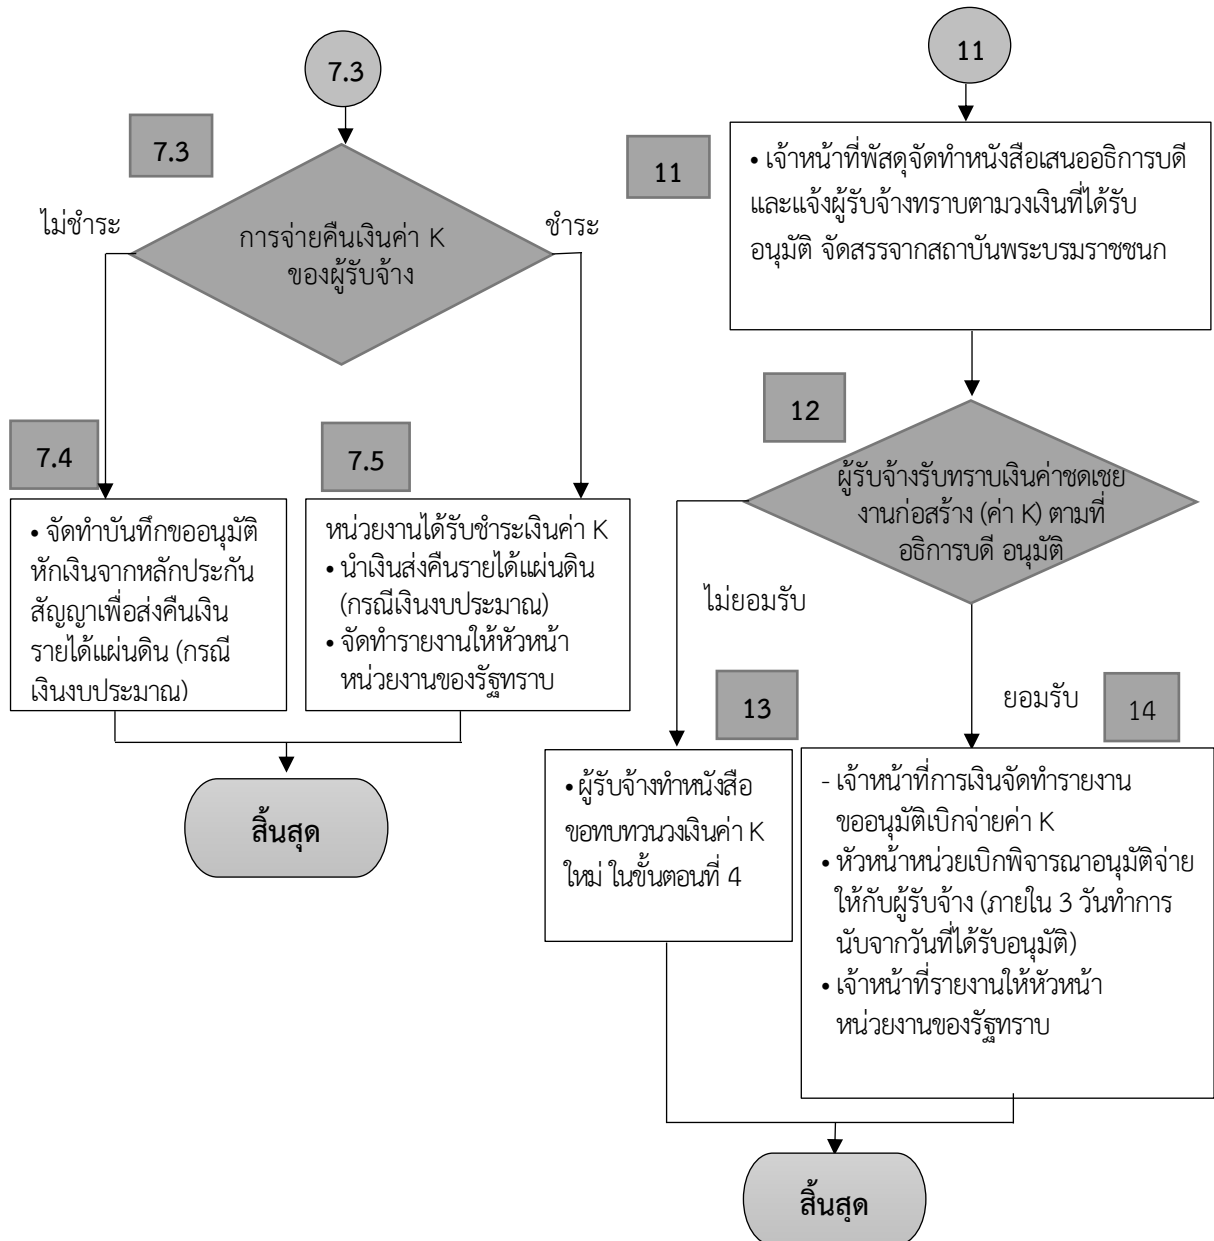 7.3
7.3
ไม่ชำระ
ชำระ
การจ่ายคืนเงินค่า K
ของผู้รับจ้าง
7.4
• จัดทำบันทึกขออนุมัติ
หักเงินจากหลักประกัน
สัญญาเพื่อส่งคืนเงิน
รายได้แผ่นดิน (กรณี
เงินงบประมาณ)
7.5
หน่วยงานได้รับชำระเงินค่า K
• นำเงินส่งคืนรายได้แผ่นดิน
(กรณีเงินงบประมาณ)
• จัดทำรายงานให้หัวหน้า
หน่วยงานของรัฐทราบ
สิ้นสุด
11
11
• เจ้าหน้าที่พัสดุจัดทำหนังสือเสนออธิการบดี
และแจ้งผู้รับจ้างทราบตามวงเงินที่ได้รับ
อนุมัติ จัดสรรจากสถาบันพระบรมราชชนก
12
ผู้รับจ้างรับทราบเงินค่าชดเชย
งานก่อสร้าง (ค่า K) ตามที่
อธิการบดี อนุมัติ
ไม่ยอมรับ
ยอมรับ
13
• ผู้รับจ้างทำหนังสือ
ขอทบทวนวงเงินค่า K
ใหม่ ในขั้นตอนที่ 4
14
- เจ้าหน้าที่การเงินจัดทำรายงาน
ขออนุมัติเบิกจ่ายค่า K
• หัวหน้าหน่วยเบิกพิจารณาอนุมัติจ่าย
ให้กับผู้รับจ้าง (ภายใน 3 วันทำการ
นับจากวันที่ได้รับอนุมัติ)
• เจ้าหน้าที่รายงานให้หัวหน้า
หน่วยงานของรัฐทราบ
สิ้นสุด